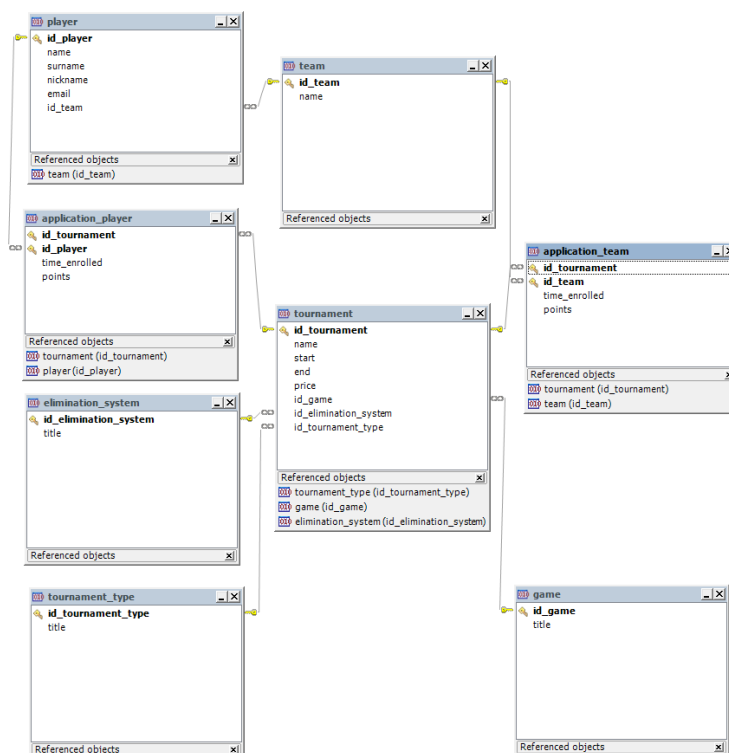 player
id_player
name
surname
nickname
email
id_team
Referenced objects
team (id_team)
team
id_team
name
Referenced objects
application_player
id_tournament
id_player
time_enrolled
points
Referenced objects
tournament (id_tournament)
player (id_player)
application_team
id_tournament
id_team
time_enrolled
points
Referenced objects
tournament (id_tournament)
team (id_team)
tournament
id_tournament
name
start
end
price
id_game
id_elimination_system
id_tournament_type
Referenced objects
tournament_type (id_tournament_type)
game (id_game)
elimination_system (id_elimination_system)
elimination_system
id_elimination_system
title
Referenced objects
tournament_type
id_tournament_type
title
Referenced objects
game
id_game
title
Referenced objects